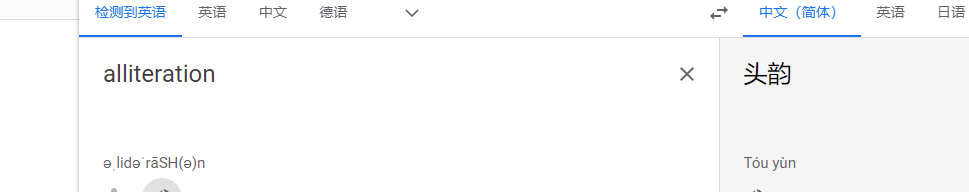 检测到英语 英语 中文 德语 中文（简体） 英语 日语
alliteration 头韵
əˌlidəˈrāSH(ə)n Tóu yùn